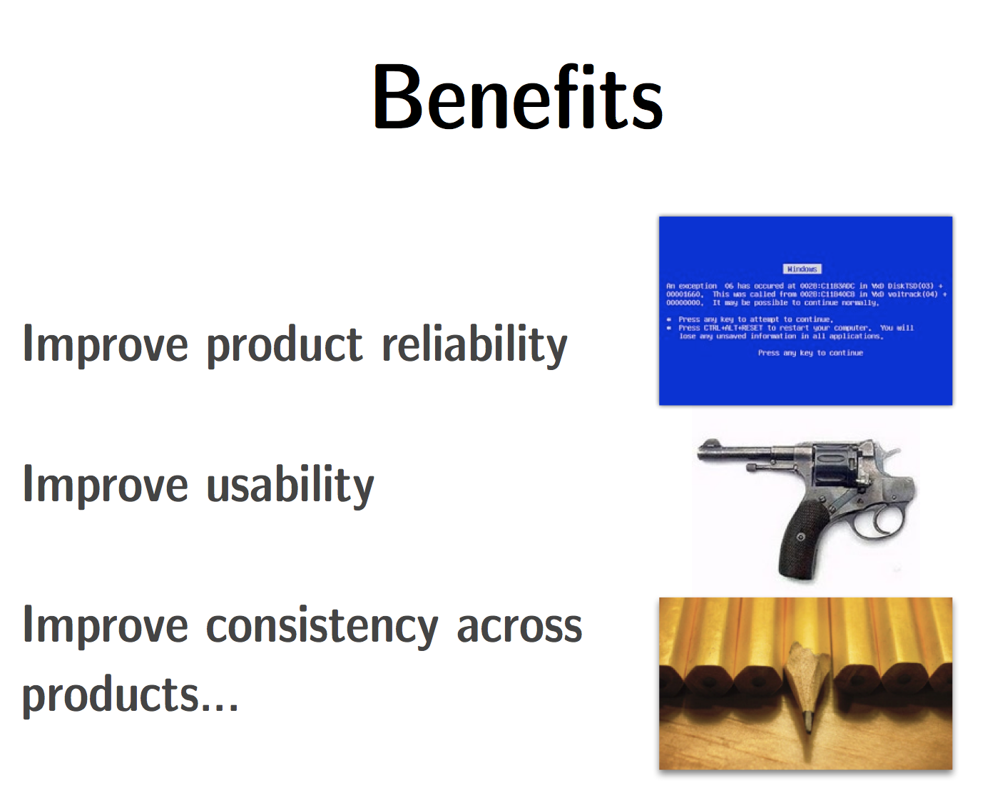 Benefits
Improve product reliability
Windows
An exception 06 has occured at 0028:C11B3ADC in VxD DiskTSD(03) +
00001660. This was called from 0028:C11B40C8 in VxD voltrack(04) +
00000000. It may be possible to continue normally.
* Press any key to attempt to continue.
* Press CTRL+ALT+RESET to restart your computer. You will
lose any unsaved information in all applications.
Press any key to continue
Improve usability
Improve consistency across
products...